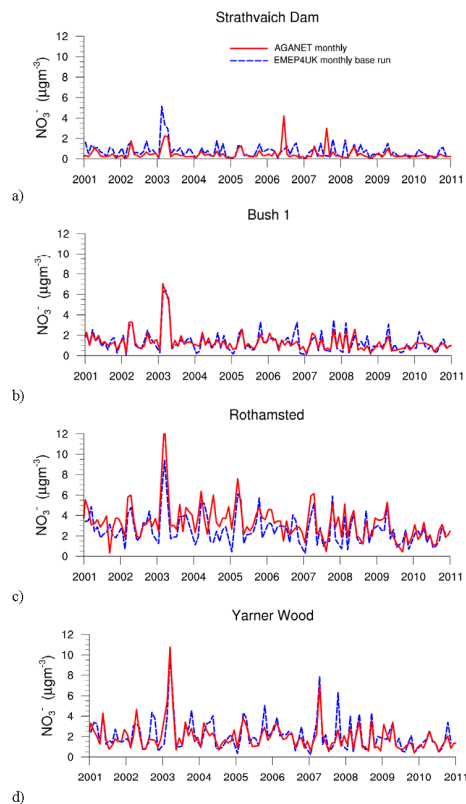 Strathvaich Dam
12
10
8
6
4
2
0
NO₃⁻ (µgm⁻³)
AGANET monthly
EMEP4UK monthly base run
2001 2002 2003 2004 2005 2006 2007 2008 2009 2010 2011
a)
Bush 1
12
10
8
6
4
2
0
NO₃⁻ (µgm⁻³)
2001 2002 2003 2004 2005 2006 2007 2008 2009 2010 2011
b)
Rothamsted
12
10
8
6
4
2
0
NO₃⁻ (µgm⁻³)
2001 2002 2003 2004 2005 2006 2007 2008 2009 2010 2011
c)
Yarner Wood
12
10
8
6
4
2
0
NO₃⁻ (µgm⁻³)
2001 2002 2003 2004 2005 2006 2007 2008 2009 2010 2011
d)